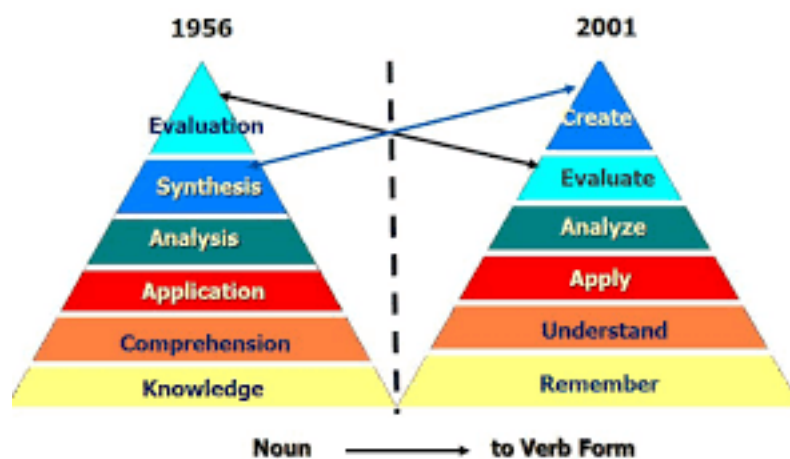 1956
Evaluation
Synthesis
Analysis
Application
Comprehension
Knowledge
2001
Create
Evaluate
Analyze
Apply
Understand
Remember
Noun to Verb Form